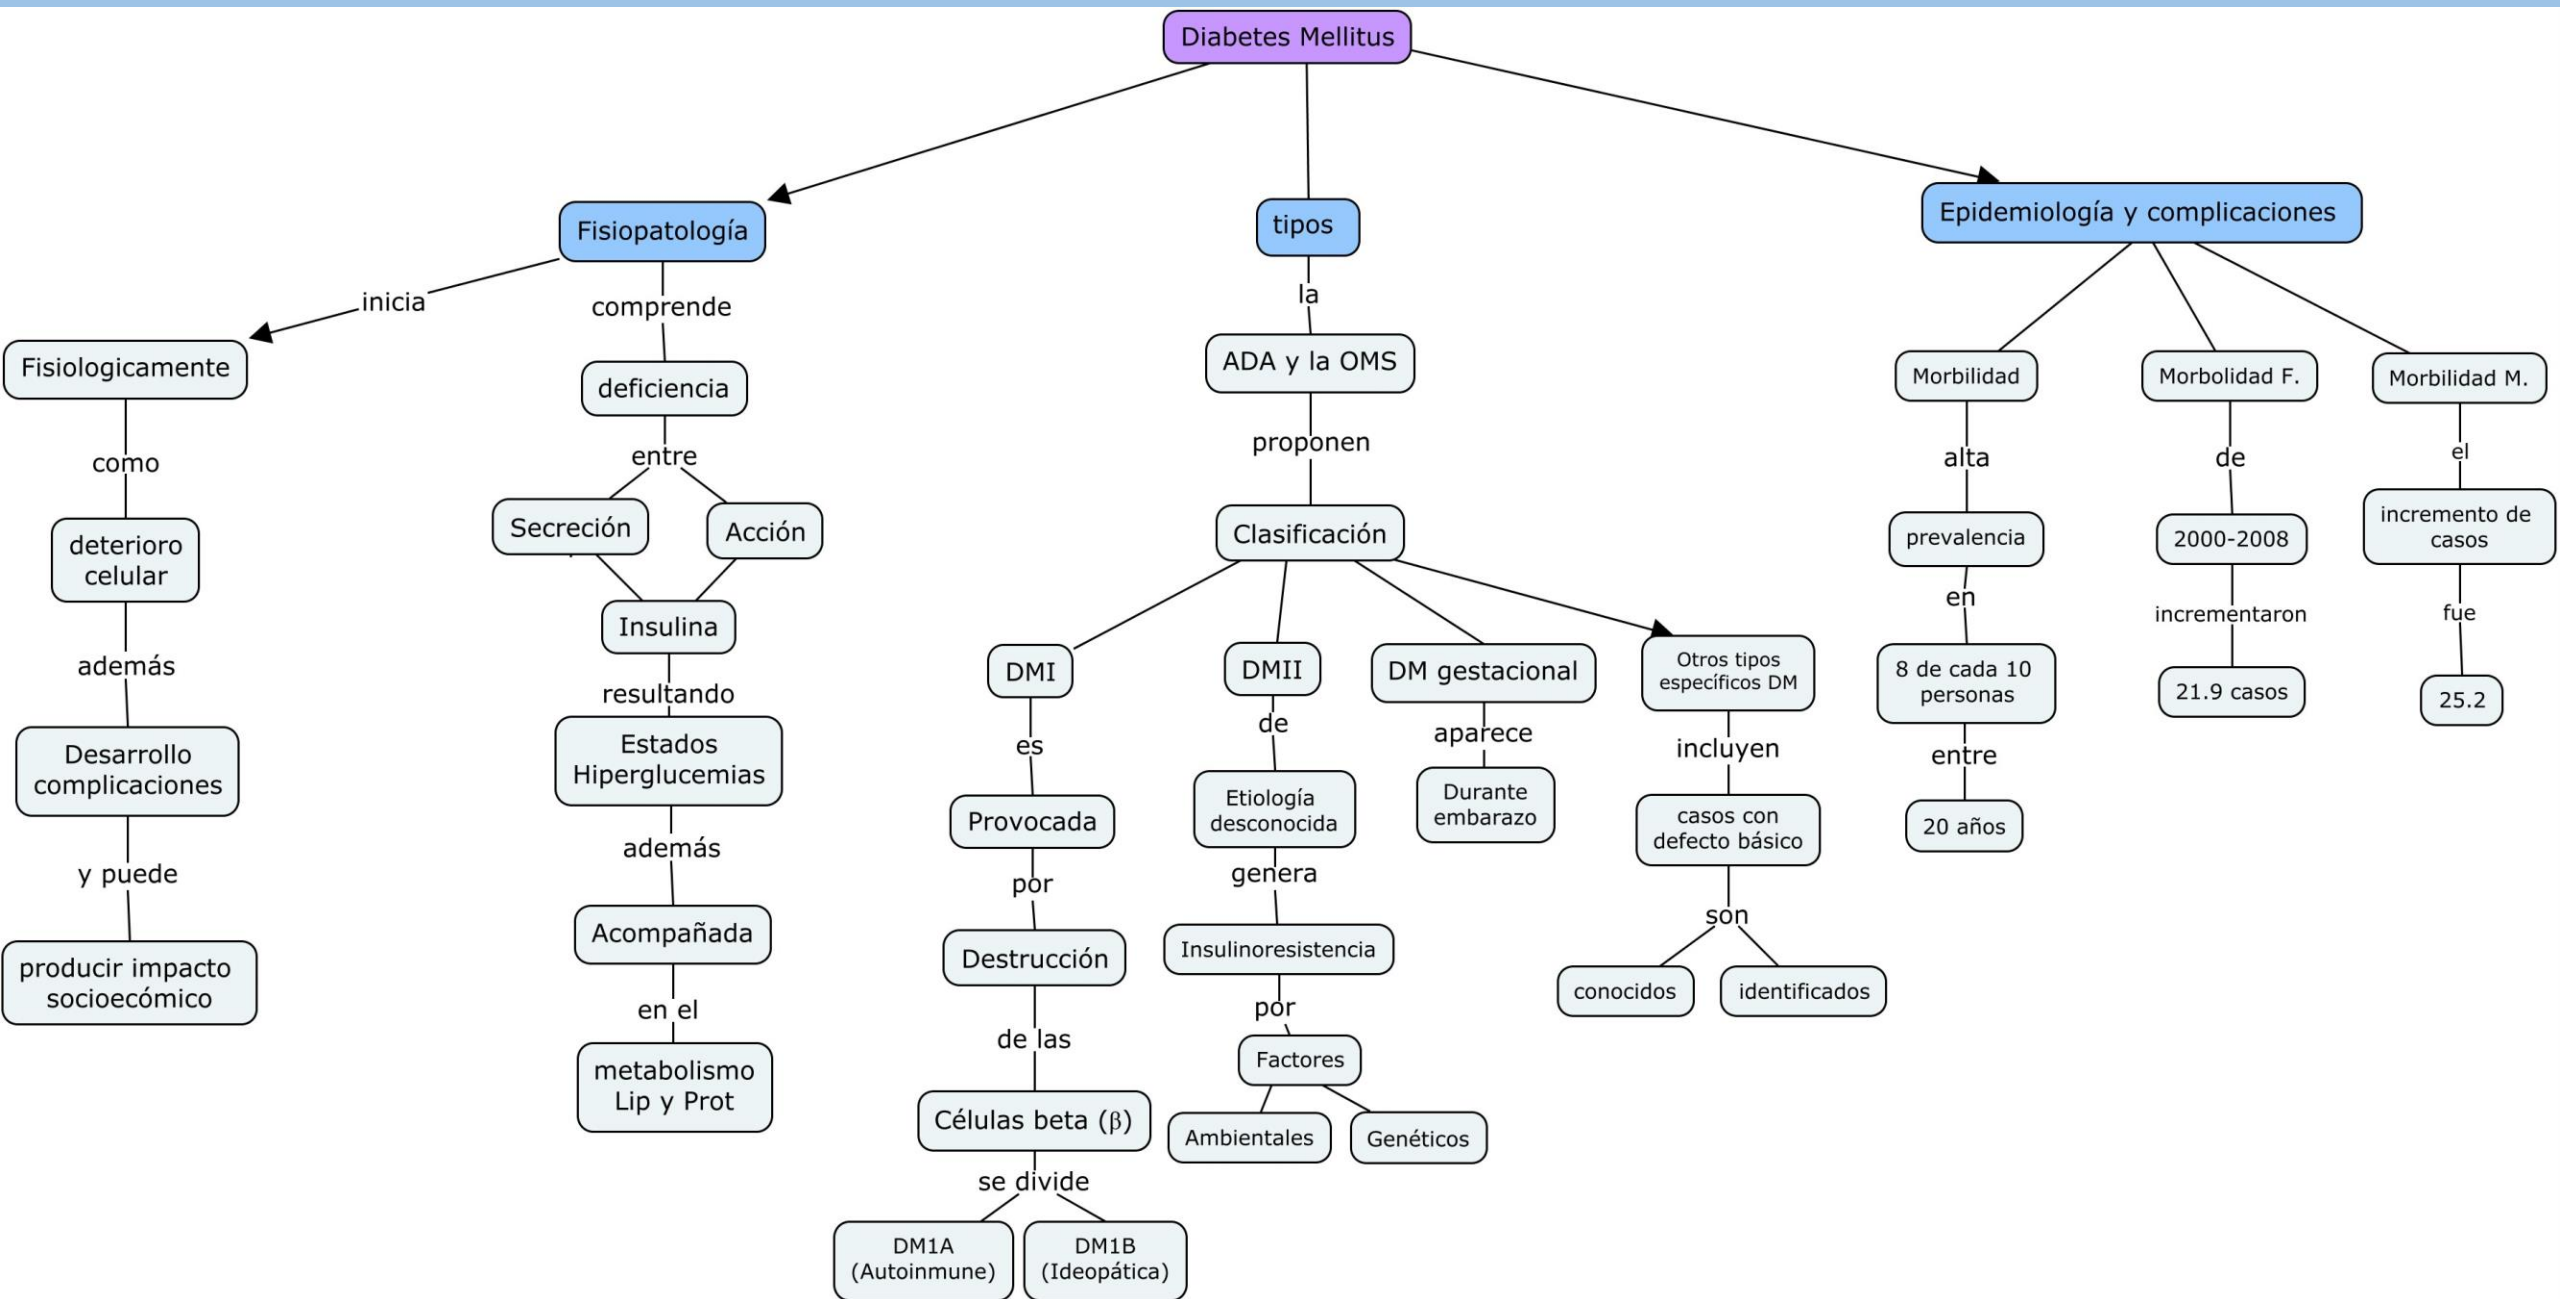 Diabetes Mellitus
Fisiopatología
inicia
Fisiologicamente
como
deterioro
celular
además
Desarrollo
complicaciones
y puede
producir impacto
socioecómico
comprende
deficiencia
entre
Secreción
Acción
Insulina
resultando
Estados
Hiperglucemias
además
Acompañada
en el
metabolismo
Lip y Prot
tipos
la
ADA y la OMS
proponen
Clasificación
DMI
es
Provocada
por
Destrucción
de las
Células beta (β)
se divide
DM1A
(Autoinmune)
DM1B
(Ideopática)
DMII
de
Etiología
desconocida
genera
Insulinoresistencia
por
Factores
Ambientales
Genéticos
DM gestacional
aparece
Durante
embarazo
Otros tipos
específicos DM
incluyen
casos con
defecto básico
son
conocidos
identificados
Epidemiología y complicaciones
Morbilidad
alta
prevalencia
en
8 de cada 10
personas
entre
20 años
Morbolidad F.
de
2000-2008
incrementaron
21.9 casos
Morbilidad M.
el
incremento de
casos
fue
25.2